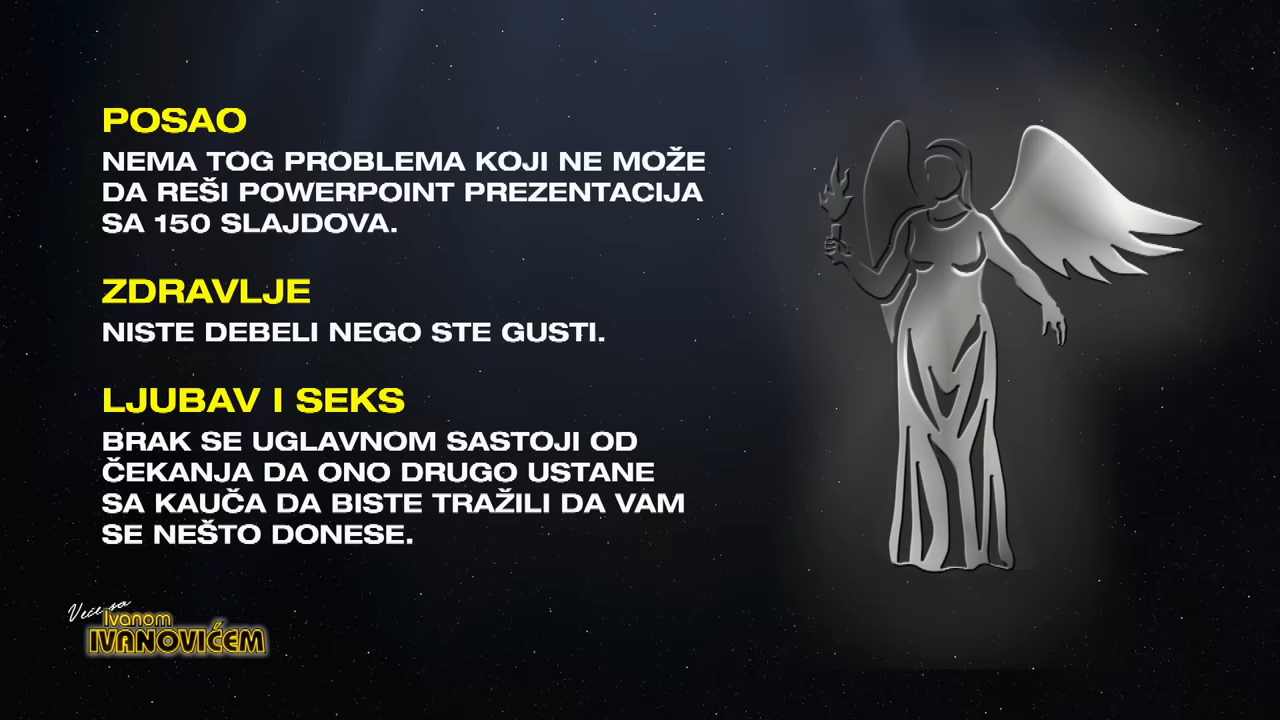 POSAO
NEMA TOG PROBLEMA KOJI NE MOŽE
DA REŠI POWERPOINT PREZENTACIJA
SA 150 SLAJDOVA.
ZDRAVLJE
NISTE DEBELI NEGO STE GUSTI.
LJUBAV I SEKS
BRAK SE UGLAVNOM SASTOJI OD
ČEKANJA DA ONO DRUGO USTANE
SA KAUČA DA BISTE TRAŽILI DA VAM
SE NEŠTO DONESE.
Veče sa
Ivanom
IVANOVIĆEM